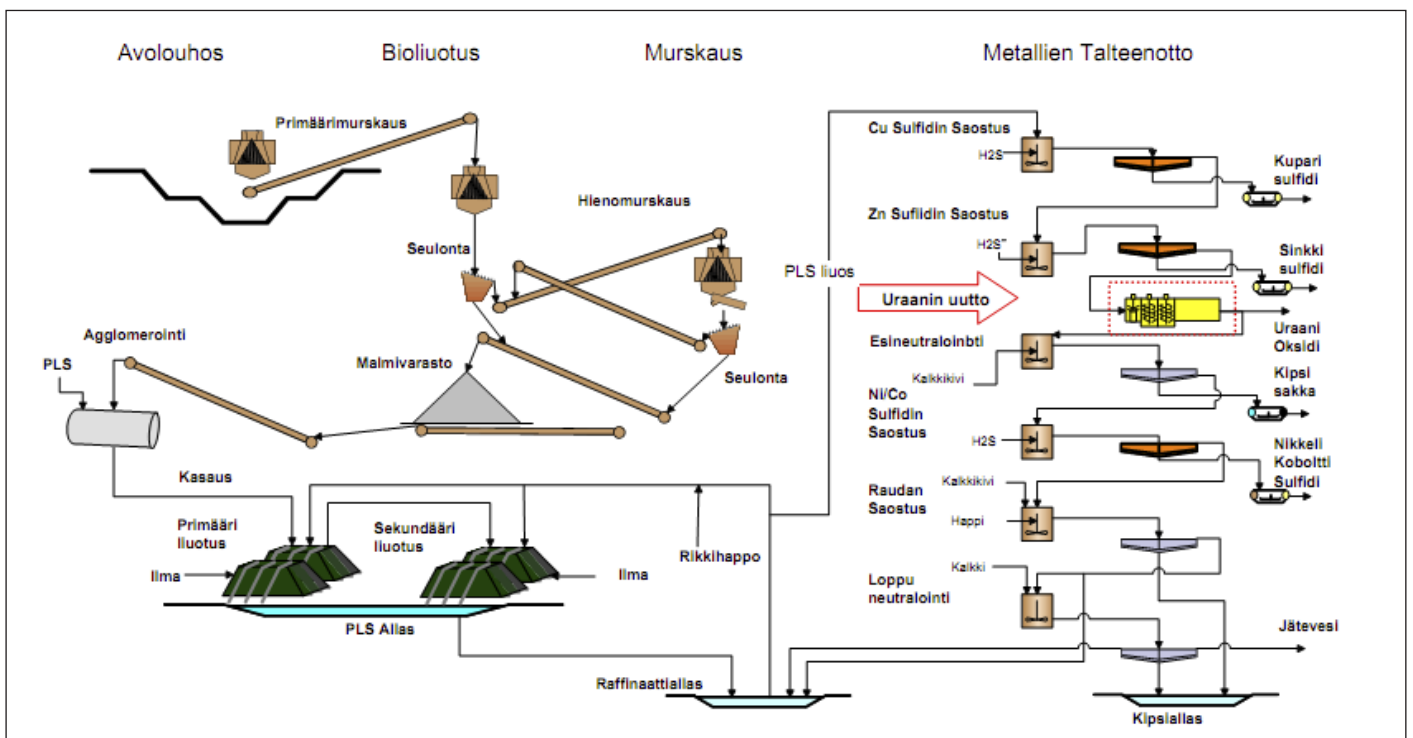 Avolouhos
Bioliuotus
Murskaus
Metallien Talteenotto
Primäärimurskaus
Hienomurskaus
Seulonta
Seulonta
Agglomerointi
PLS
Malmivarasto
Kasaus
Primääri
liuotus
Sekundääri
liuotus
Ilma
Ilma
Rikkihappo
PLS Allas
Raffinaattiallas
PLS liuos
Uraanin uutto
Cu Sulfidin Saostus
H2S
Kupari
sulfidi
Zn Sulfidin Saostus
H2S
Sinkki
sulfidi
Uraani
Oksidi
Esineutralointbti
Kalkkikivi
Kipsi
sakka
Ni/Co
Sulfidin
Saostus
H2S
Nikkeli
Koboltti
Sulfidi
Kalkkikivi
Raudan
Saostus
Happi
Kalkki
Loppu
neutralointi
Jätevesi
Kipsiallas